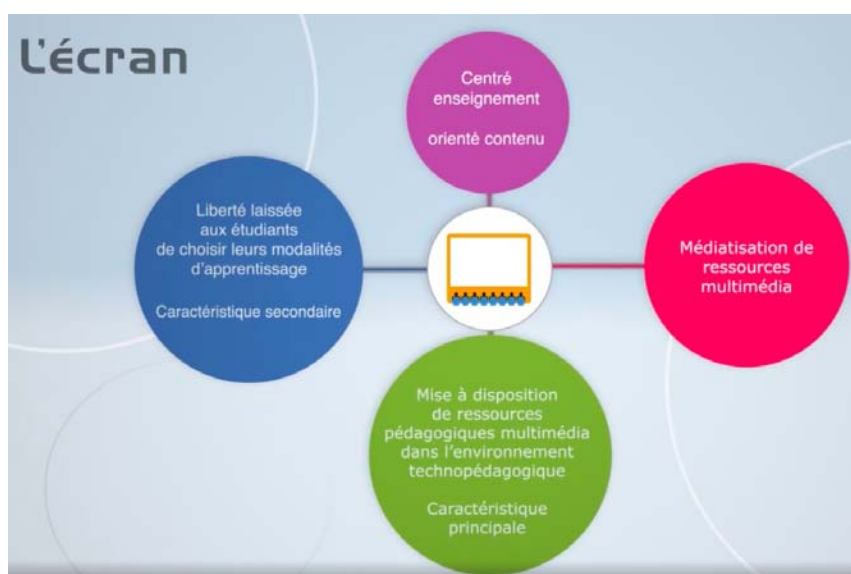 L'écran
Centré
enseignement
orienté contenu
Liberté laissée
aux étudiants
de choisir leurs modalités
d'apprentissage
Caractéristique secondaire
Médiatisation de
ressources
multimédia
Mise à disposition
de ressources
pédagogiques multimédia
dans l'environnement
technopédagogique
Caractéristique
principale